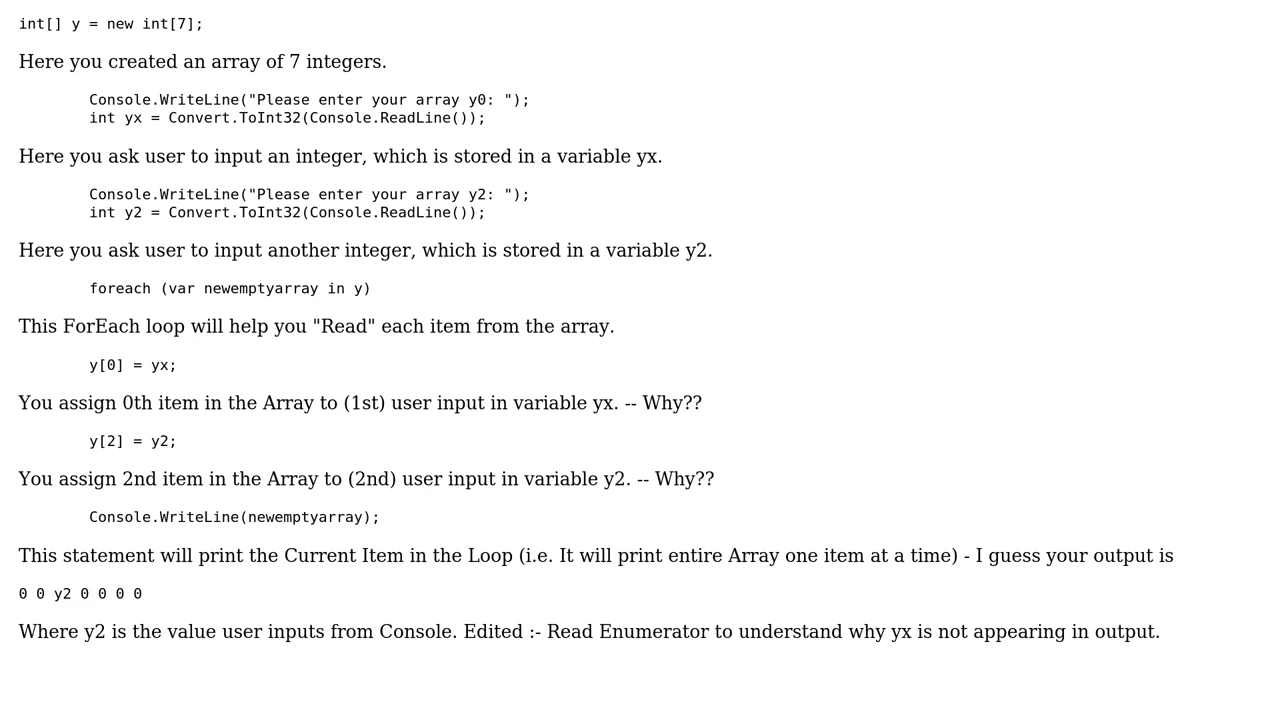 int[] y = new int[7];
Here you created an array of 7 integers.
Console.WriteLine("Please enter your array y0: ");
int yx = Convert.ToInt32(Console.ReadLine());
Here you ask user to input an integer, which is stored in a variable yx.
Console.WriteLine("Please enter your array y2: ");
int y2 = Convert.ToInt32(Console.ReadLine());
Here you ask user to input another integer, which is stored in a variable y2.
foreach (var newemptyarray in y)
This ForEach loop will help you "Read" each item from the array.
y[0] = yx;
You assign 0th item in the Array to (1st) user input in variable yx. -- Why??
y[2] = y2;
You assign 2nd item in the Array to (2nd) user input in variable y2. -- Why??
Console.WriteLine(newemptyarray);
This statement will print the Current Item in the Loop (i.e. It will print entire Array one item at a time) - I guess your output is
0 0 y2 0 0 0 0
Where y2 is the value user inputs from Console. Edited :- Read Enumerator to understand why yx is not appearing in output.